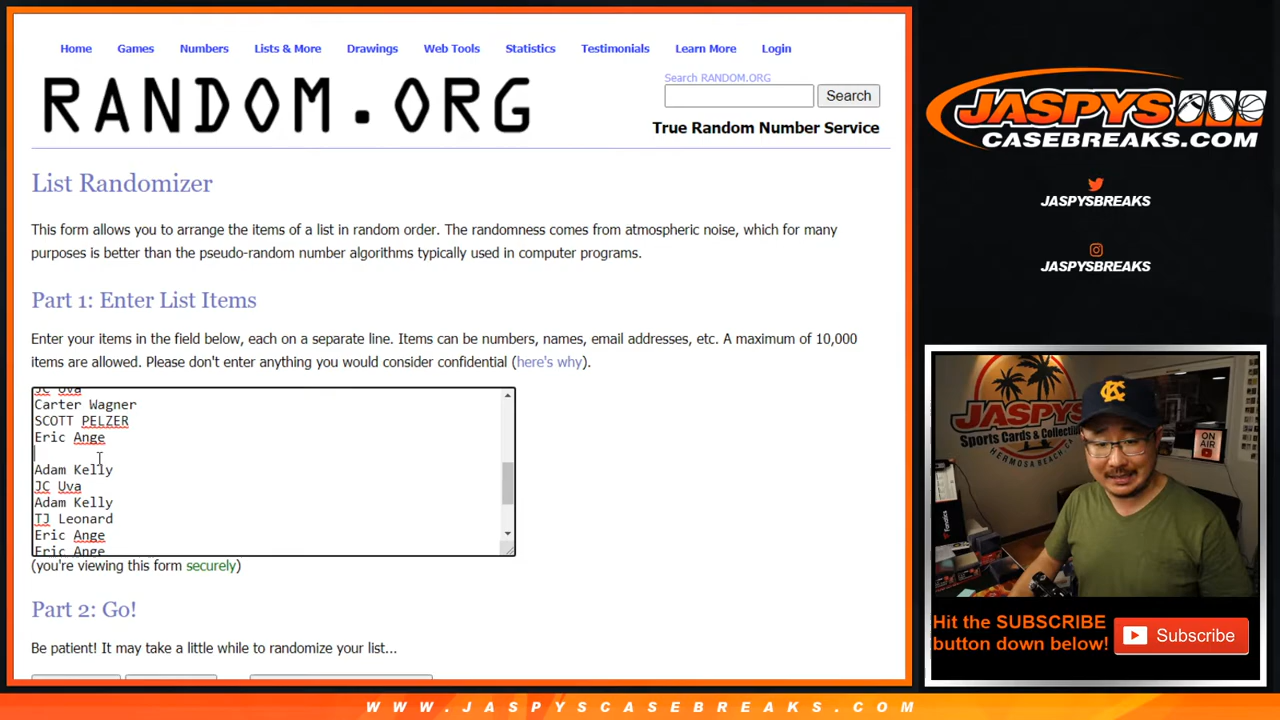 Home Games Numbers Lists & More Drawings Web Tools Statistics Testimonials Learn More Login
RANDOM.ORG
Search RANDOM.ORG
Search
True Random Number Service
List Randomizer
This form allows you to arrange the items of a list in random order. The randomness comes from atmospheric noise, which for many
purposes is better than the pseudo-random number algorithms typically used in computer programs.
Part 1: Enter List Items
Enter your items in the field below, each on a separate line. Items can be numbers, names, email addresses, etc. A maximum of 10,000
items are allowed. Please don't enter anything you would consider confidential (here's why).
JC Uva
Carter Wagner
SCOTT PELZER
Eric Ange
Adam Kelly
JC Uva
Adam Kelly
TJ Leonard
Eric Ange
Eric Ange
(you're viewing this form securely)
Part 2: Go!
Be patient! It may take a little while to randomize your list...
JASPYS
CASEBREAKS.COM
JASPYSBREAKS
JASPYSBREAKS
JASPYS
Sports Cards & Collectibles
HERMOSA BEACH, CA
KC
ON
AIR
Fanatics
Hit the SUBSCRIBE
button down below!
Subscribe
WWW.JASPYSCASEBREAKS.COM